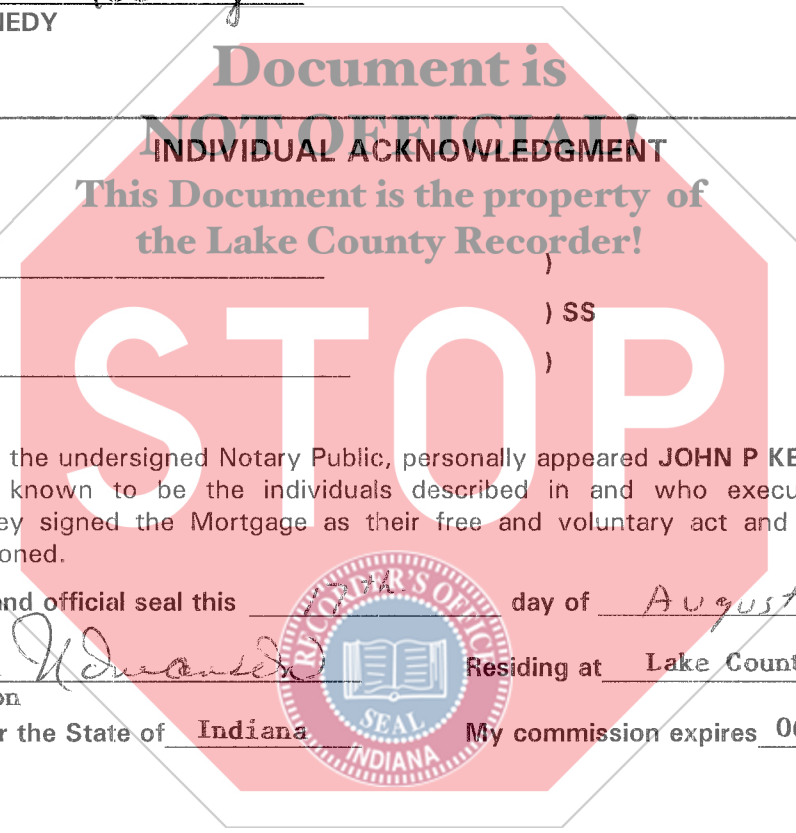 NEDY
Document is
NOT OFFICIAL!
INDIVIDUAL ACKNOWLEDGMENT
This Document is the property of
the Lake County Recorder!
)
) SS
)
STOP
the undersigned Notary Public, personally appeared JOHN P KE
known to be the individuals described in and who execu
ey signed the Mortgage as their free and voluntary act and
oned.
and official seal this 17th day of August
Residing at Lake Count
on
r the State of Indiana My commission expires 06
RECORDER'S OFFICE
SEAL
INDIANA